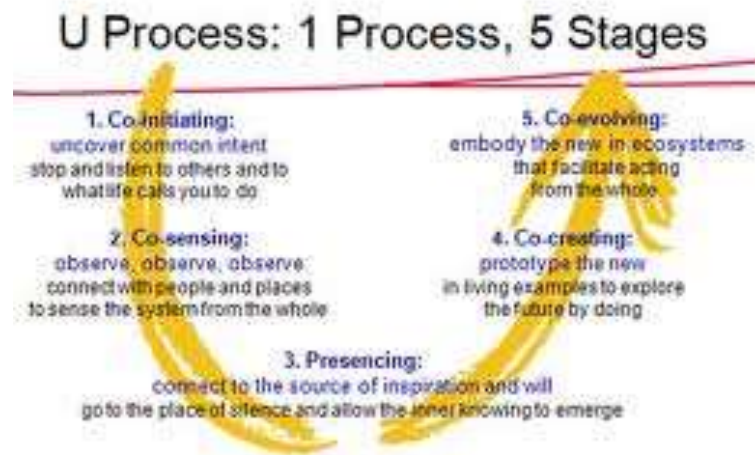 U Process: 1 Process, 5 Stages
1. Co-initiating:
uncover common intent
stop and listen to others and to
what life calls you to do
2. Co-sensing:
observe, observe, observe
connect with people and places
to sense the system from the whole
3. Presencing:
connect to the source of inspiration and will
go to the place of silence and allow the inner knowing to emerge
4. Co-creating:
prototype the new
in living examples to explore
the future by doing
5. Co-evolving:
embody the new in ecosystems
that facilitate acting
from the whole